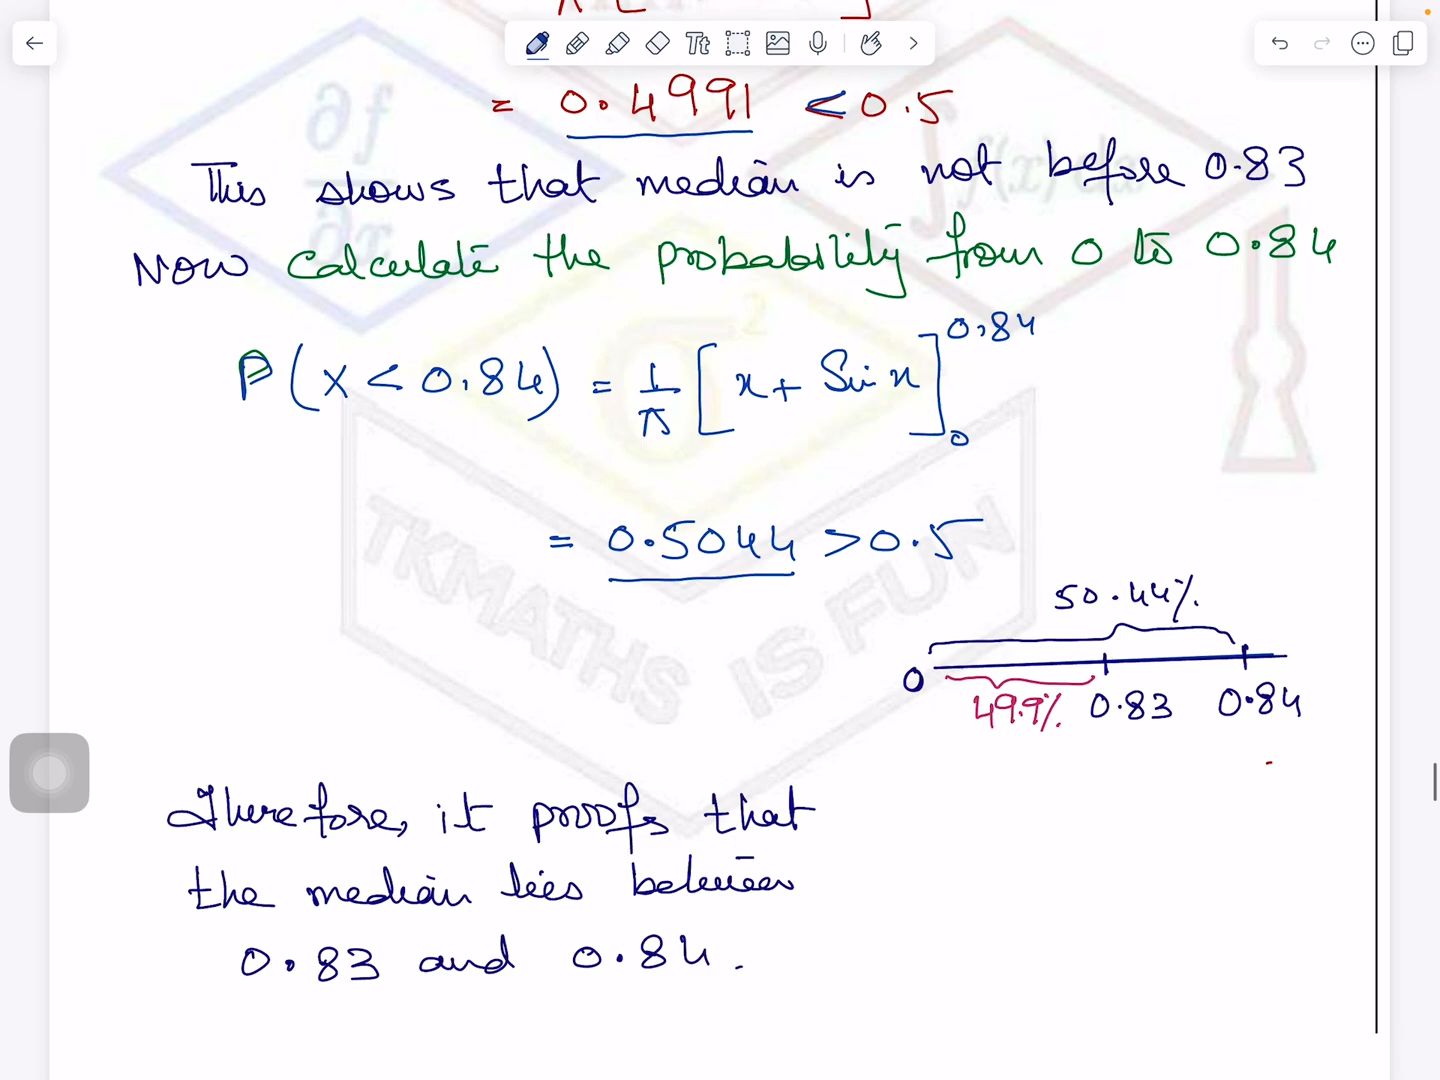 = 0.4991 < 0.5
This shows that median is not before 0.83
Now calculate the probability from 0 to 0.84
P(x < 0.84) = 1/π [x + Sin x]₀^0.84
= 0.5044 > 0.5
50.44%
0 49.9% 0.83 0.84
Therefore, it proofs that
the median lies between
0.83 and 0.84.
Tt
∂f
∂x
∫f(x)
σ²
TKMATHS IS FUN